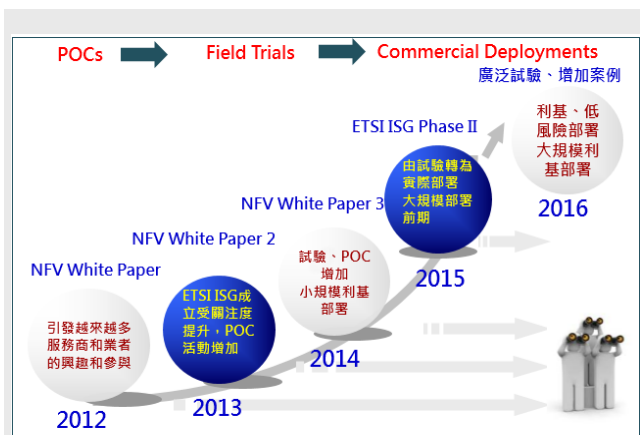 POCs
Field Trials
Commercial Deployments
廣泛試驗、增加案例
ETSI ISG Phase II
利基、低
風險部署
大規模利
基部署
2016
由試驗轉為
實際部署
大規模部署
前期
2015
NFV White Paper 3
試驗、POC
增加
小規模利基
部署
2014
NFV White Paper 2
ETSI ISG成
立受關注度
提升，POC
活動增加
2013
NFV White Paper
引發越來越多
服務商和業者
的興趣和參與
2012